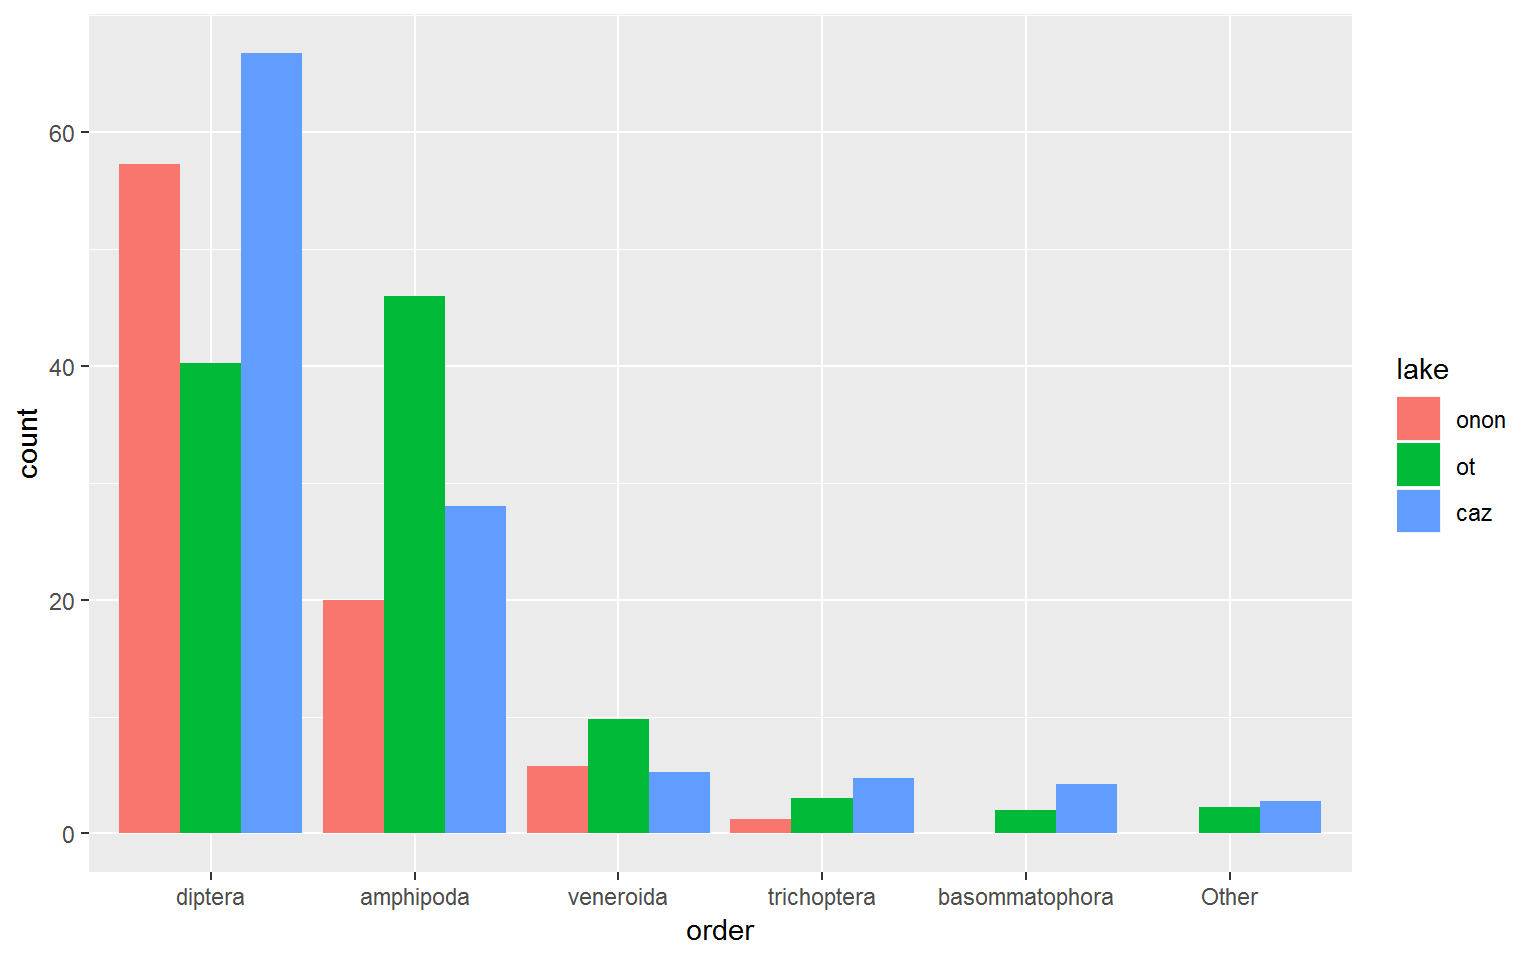 60
40
20
0
count
diptera amphipoda veneroida trichoptera basommatophora Other
order
lake
onon
ot
caz